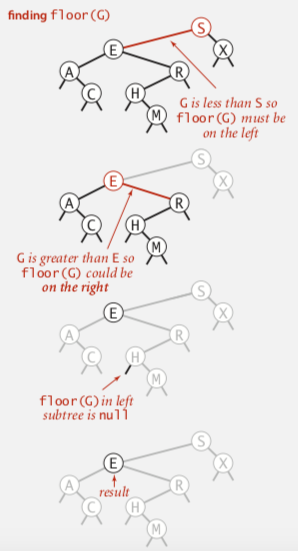 finding floor(G)
S
E
X
A
R
C
H
M
G is less than S so
floor(G) must be
on the left
S
E
X
A
R
C
H
M
G is greater than E so
floor(G) could be
on the right
S
E
X
A
R
C
H
M
floor(G) in left
subtree is null
S
E
X
A
R
result
C
H
M